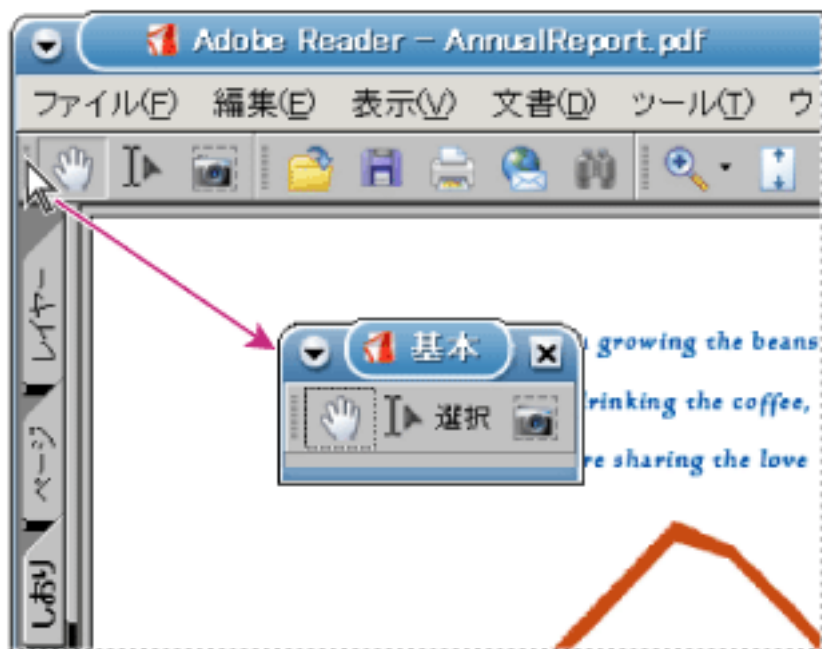 Adobe Reader – AnnualReport.pdf
ファイル(F) 編集(E) 表示(V) 文書(D) ツール(T) ウ
レイヤー
ページ
しおり
基本
選択
growing the beans
drinking the coffee,
re sharing the love